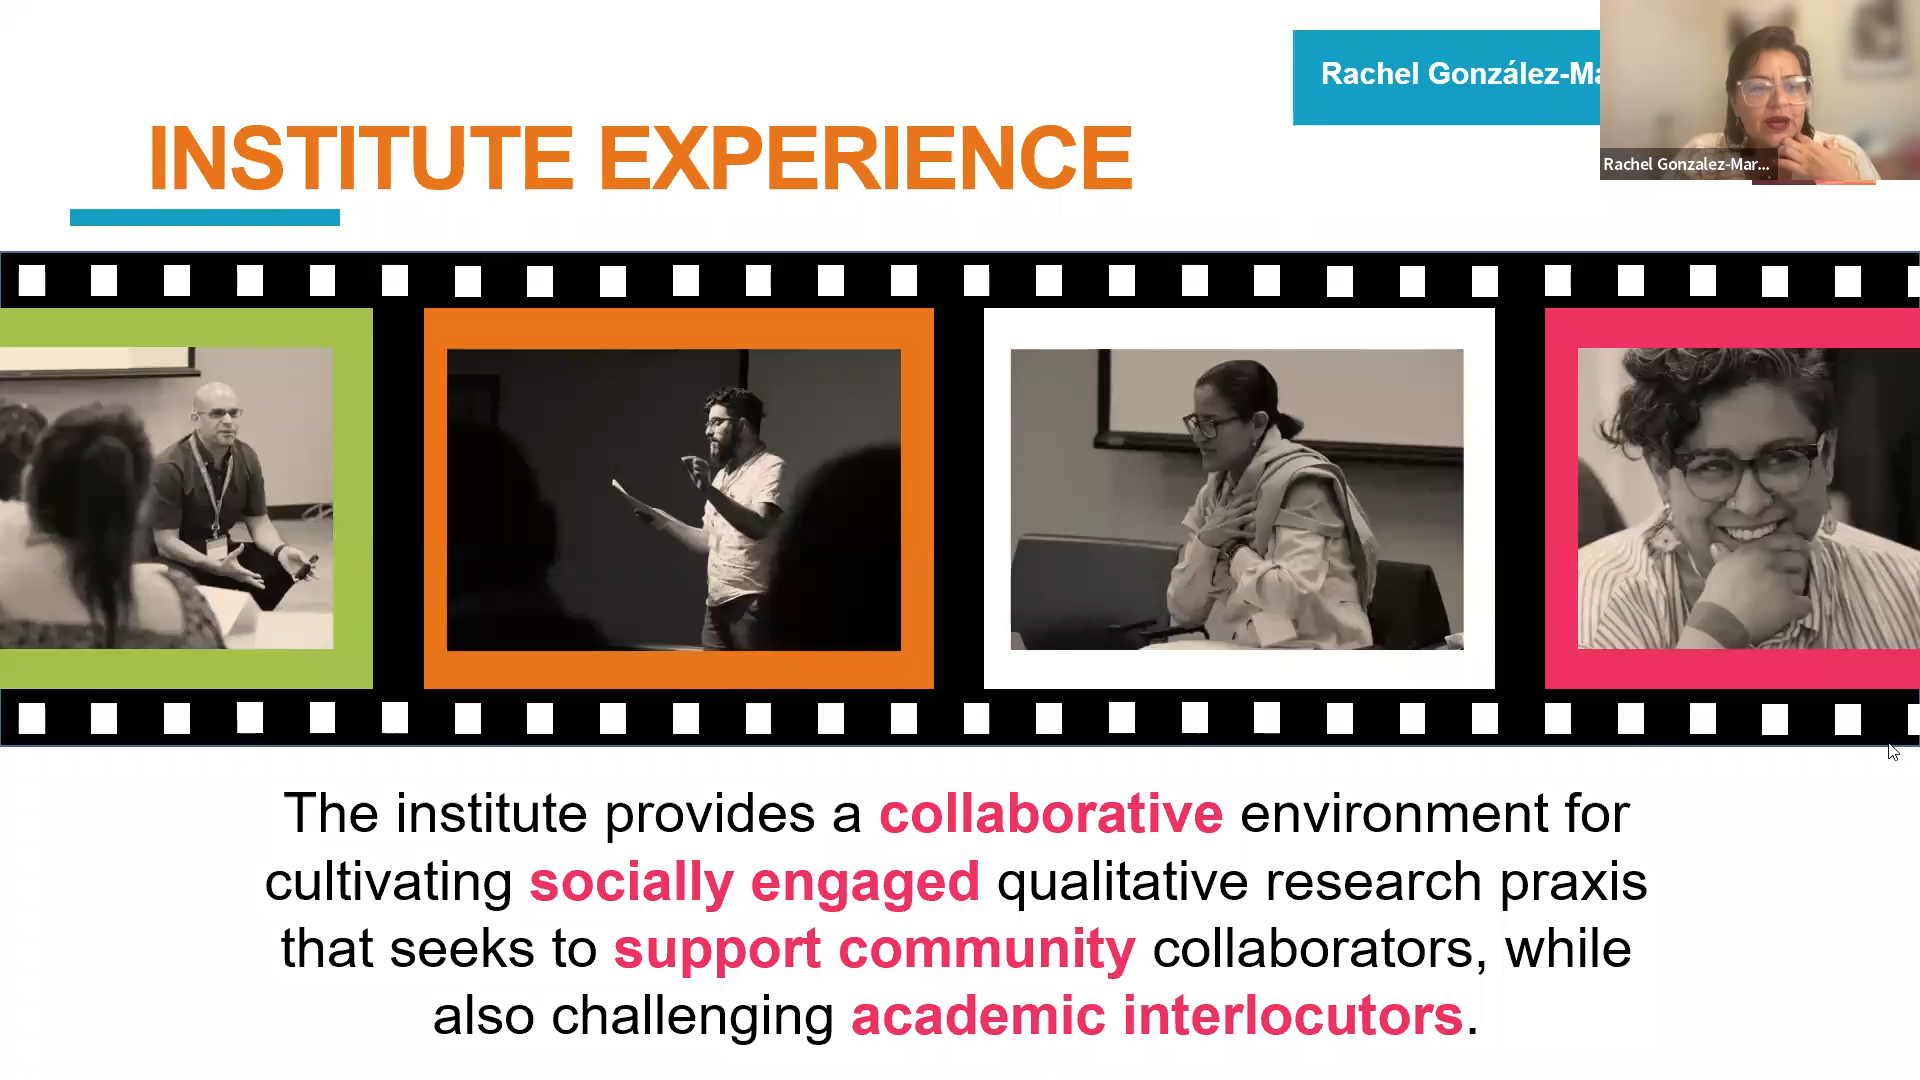 Rachel González-Ma
Rachel Gonzalez-Mar...
INSTITUTE EXPERIENCE
The institute provides a collaborative environment for
cultivating socially engaged qualitative research praxis
that seeks to support community collaborators, while
also challenging academic interlocutors.